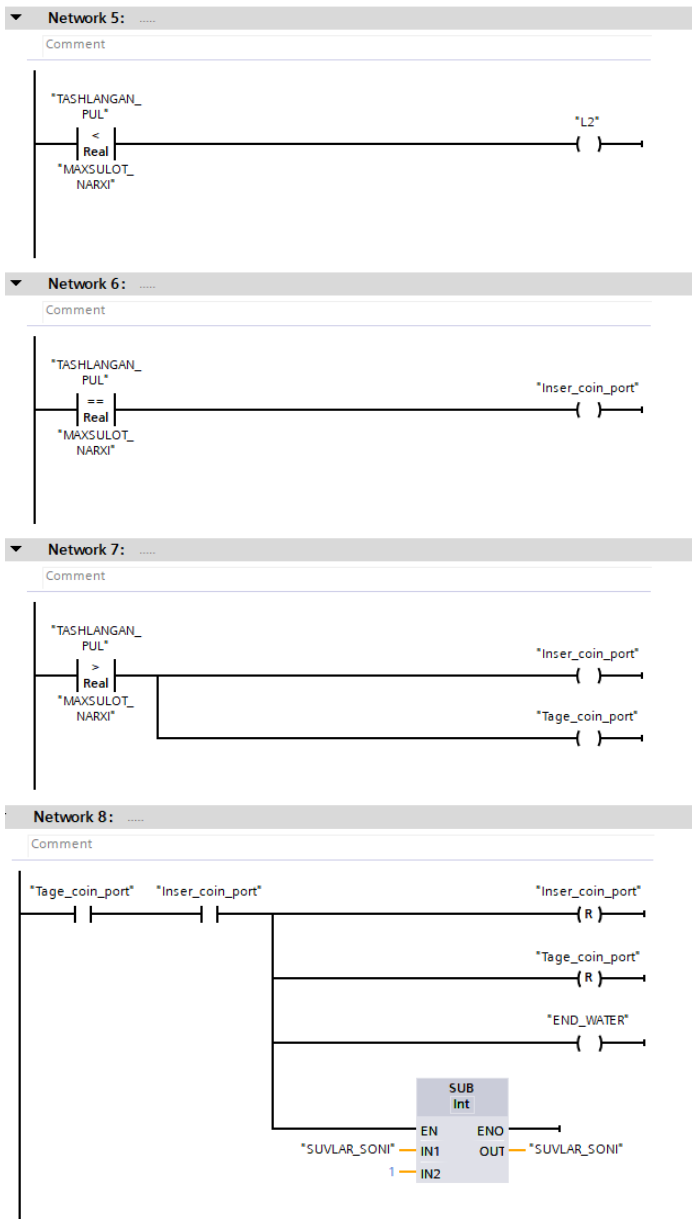 Network 5: .....
Comment
"TASHLANGAN_
PUL"
"L2"
<
Real
"MAXSULOT_
NARXI"
Network 6: .....
Comment
"TASHLANGAN_
PUL"
"Inser_coin_port"
==
Real
"MAXSULOT_
NARXI"
Network 7: .....
Comment
"TASHLANGAN_
PUL"
"Inser_coin_port"
>
Real
"MAXSULOT_
NARXI"
"Tage_coin_port"
Network 8: .....
Comment
"Tage_coin_port" "Inser_coin_port" "Inser_coin_port"
R
"Tage_coin_port"
R
"END_WATER"
SUB
Int
EN ENO
"SUVLAR_SONI" IN1 OUT "SUVLAR_SONI"
1 IN2